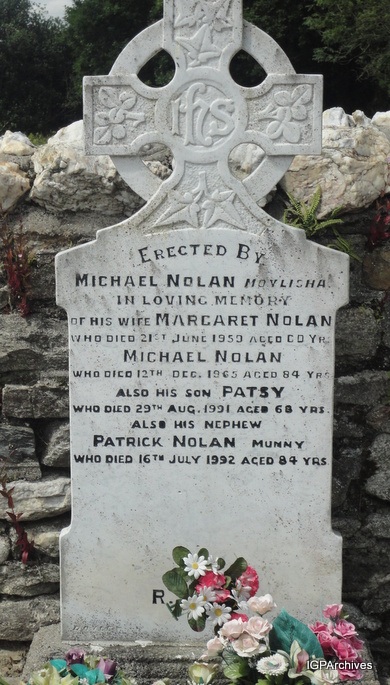 ihs
ERECTED BY
MICHAEL NOLAN MOYLISHA
IN LOVING MEMORY
OF HIS WIFE MARGARET NOLAN
WHO DIED 21ST JUNE 1959 AGED 60 YRS
MICHAEL NOLAN
WHO DIED 12TH DEC. 1965 AGED 84 YRS
ALSO HIS SON PATSY
WHO DIED 29TH AUG. 1991 AGED 68 YRS.
ALSO HIS NEPHEW
PATRICK NOLAN MUNNY
WHO DIED 16TH JULY 1992 AGED 84 YRS
R
IGPArchives